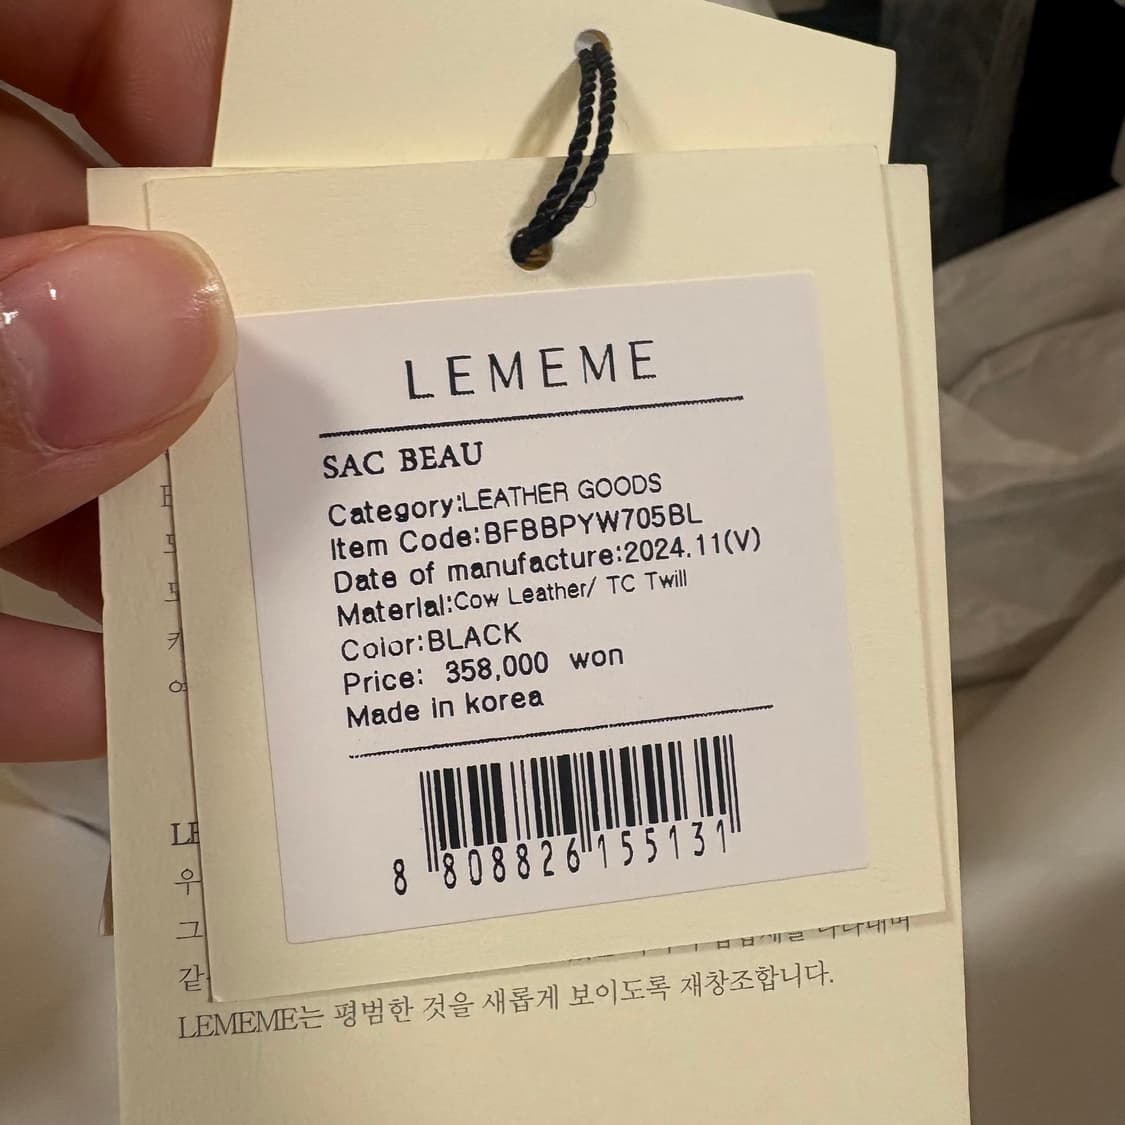 LEMEME
SAC BEAU
Category:LEATHER GOODS
Item Code:BFBBPYW705BL
Date of manufacture:2024.11(V)
Material:Cow Leather/ TC Twill
Color:BLACK
Price: 358,000 won
Made in korea
8 808826 155131
LEMEME는 평범한 것을 새롭게 보이도록 재창조합니다.